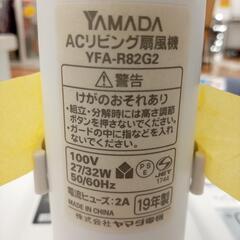 YAMADA
ACリビング扇風機
YFA-R82G2
⚠警告
けがのおそれあり
・組立・分解時には高さ調節
ボタンを押さないでください。
・ガードの中に指などを
入れないでください。
100V
27/32W
50/60Hz
PSE
JET
1744
電流ヒューズ：2A
MADE IN CHINA
19年製
株式会社 ヤマダ電機